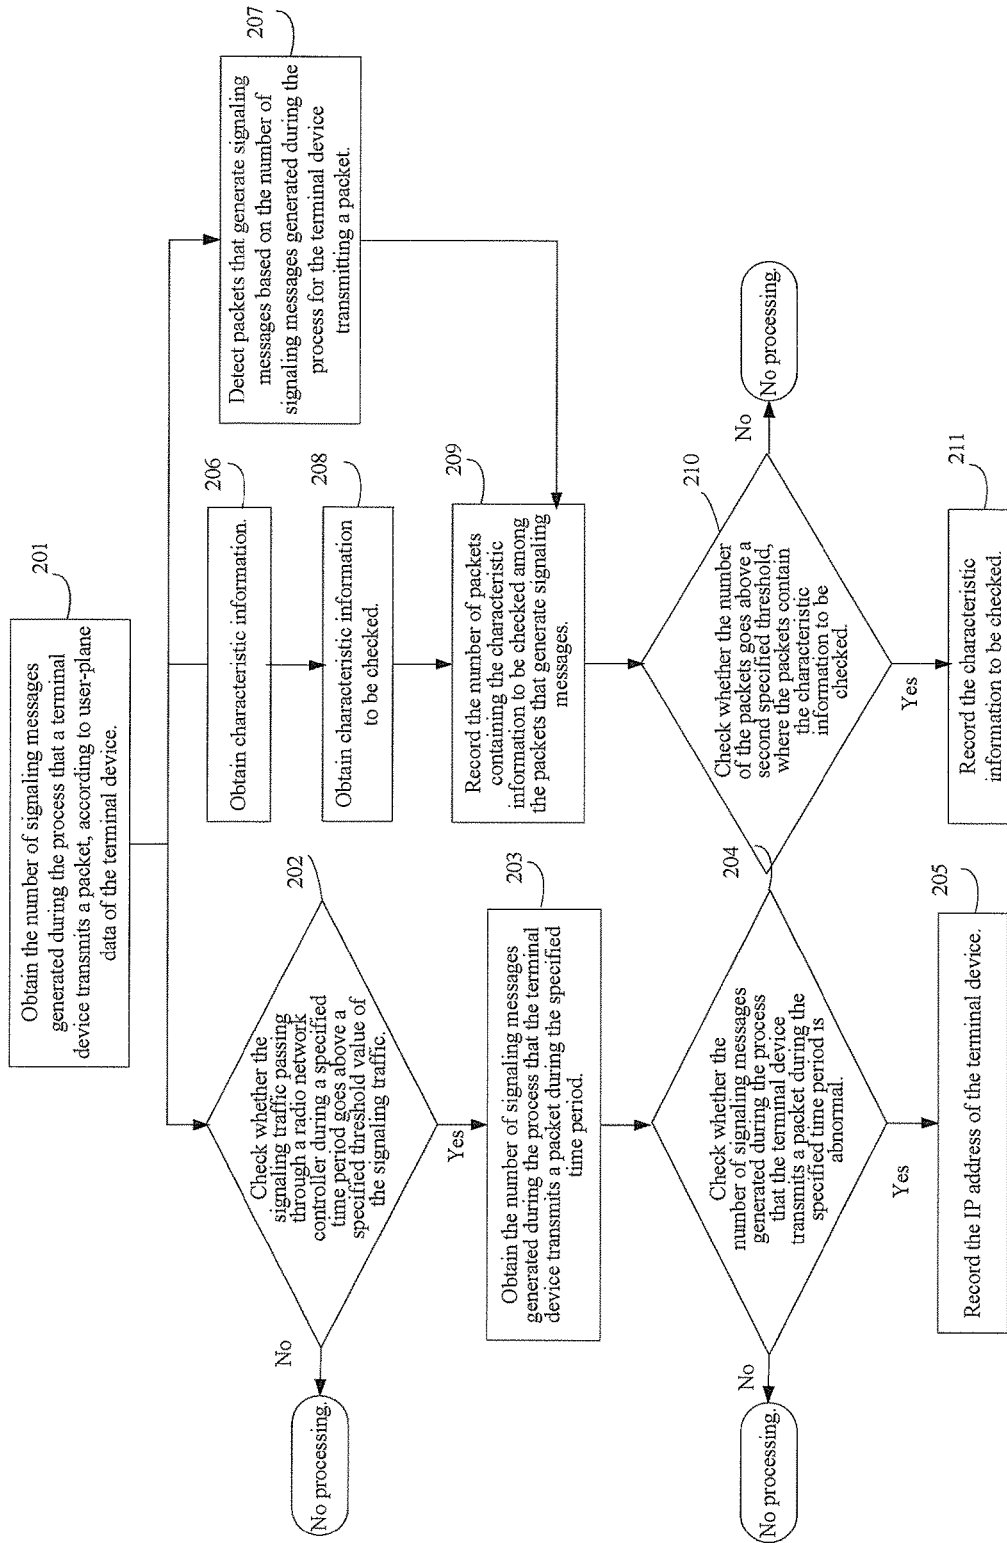 201
Obtain the number of signaling messages
generated during the process that a terminal
device transmits a packet, according to user-plane
data of the terminal device.
202
Check whether the
signaling traffic passing
through a radio network
controller during a specified
time period goes above a
specified threshold value of
the signaling traffic.
No
No processing.
Yes
203
Obtain the number of signaling messages
generated during the process that the terminal
device transmits a packet during the specified
time period.
204
Check whether the
number of signaling messages
generated during the process
that the terminal device
transmits a packet during the
specified time period is
abnormal.
No
No processing.
Yes
205
Record the IP address of the terminal device.
206
Obtain characteristic information.
208
Obtain characteristic information
to be checked.
207
Detect packets that generate signaling
messages based on the number of
signaling messages generated during the
process for the terminal device
transmitting a packet.
209
Record the number of packets
containing the characteristic
information to be checked among
the packets that generate signaling
messages.
210
Check whether the number
of the packets goes above a
second specified threshold,
where the packets contain
the characteristic
information to be
checked.
No
No processing.
Yes
211
Record the characteristic
information to be checked.